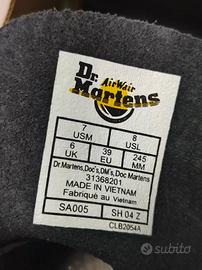 Dr. AirWair
Martens
7 8
USM USL
6 39 245
UK EU MM
Dr.Martens,Doc's,DM's,Doc Martens
31368201
MADE IN VIETNAM
Fabriqué au Vietnam
SA005 SH 04 Z
CLB2054A
subito